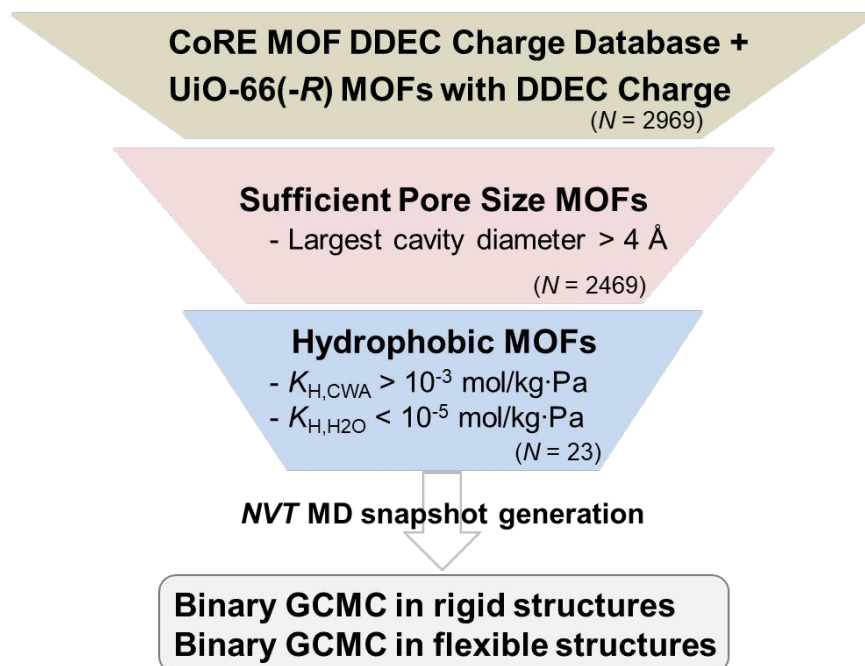 CoRE MOF DDEC Charge Database +
UiO-66(-R) MOFs with DDEC Charge
(N = 2969)
Sufficient Pore Size MOFs
- Largest cavity diameter > 4 Å
(N = 2469)
Hydrophobic MOFs
- K_H,CWA > 10⁻³ mol/kg·Pa
- K_H,H2O < 10⁻⁵ mol/kg·Pa
(N = 23)
NVT MD snapshot generation
Binary GCMC in rigid structures
Binary GCMC in flexible structures